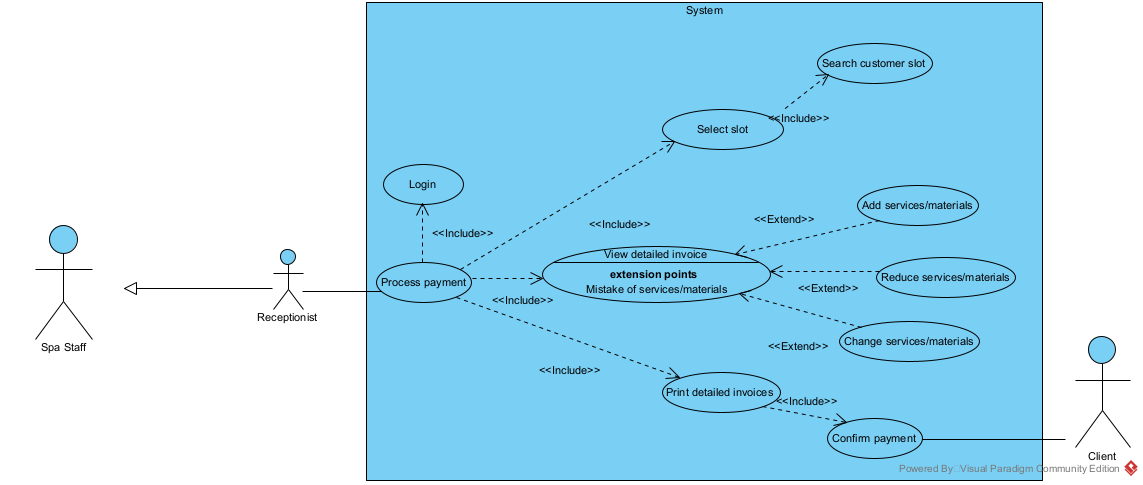 System
Search customer slot
<<Include>>
Select slot
Login
Add services/materials
<<Extend>>
<<Include>>
<<Include>>
View detailed invoice
extension points
Mistake of services/materials
Process payment
Reduce services/materials
<<Extend>>
<<Include>>
Receptionist
Spa Staff
Change services/materials
<<Extend>>
<<Include>>
Print detailed invoices
<<Include>>
Confirm payment
Client
Powered By: Visual Paradigm Community Edition